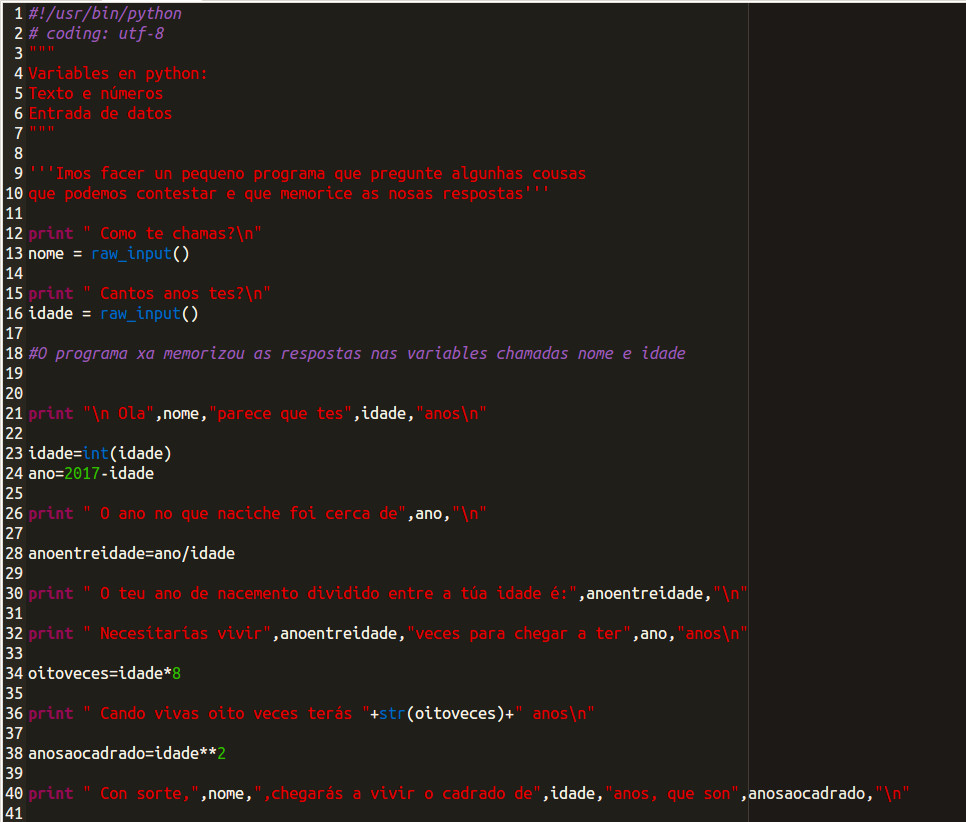 1 #!/usr/bin/python
2 # coding: utf-8
3 """
4 Variables en python:
5 Texto e números
6 Entrada de datos
7 """
8
9 '''Imos facer un pequeno programa que pregunte algunhas cousas
10 que podemos contestar e que memorice as nosas respostas'''
11
12 print " Como te chamas?\n"
13 nome = raw_input()
14
15 print " Cantos anos tes?\n"
16 idade = raw_input()
17
18 #O programa xa memorizou as respostas nas variables chamadas nome e idade
19
20
21 print "\n Ola",nome,"parece que tes",idade,"anos\n"
22
23 idade=int(idade)
24 ano=2017-idade
25
26 print " O ano no que naciche foi cerca de",ano,"\n"
27
28 anoentreidade=ano/idade
29
30 print " O teu ano de nacemento dividido entre a túa idade é:",anoentreidade,"\n"
31
32 print " Necesitarías vivir",anoentreidade,"veces para chegar a ter",ano,"anos\n"
33
34 oitoveces=idade*8
35
36 print " Cando vivas oito veces terás "+str(oitoveces)+" anos\n"
37
38 anosaocadrado=idade**2
39
40 print " Con sorte,",nome,",chegarás a vivir o cadrado de",idade,"anos, que son",anosaocadrado,"\n"
41